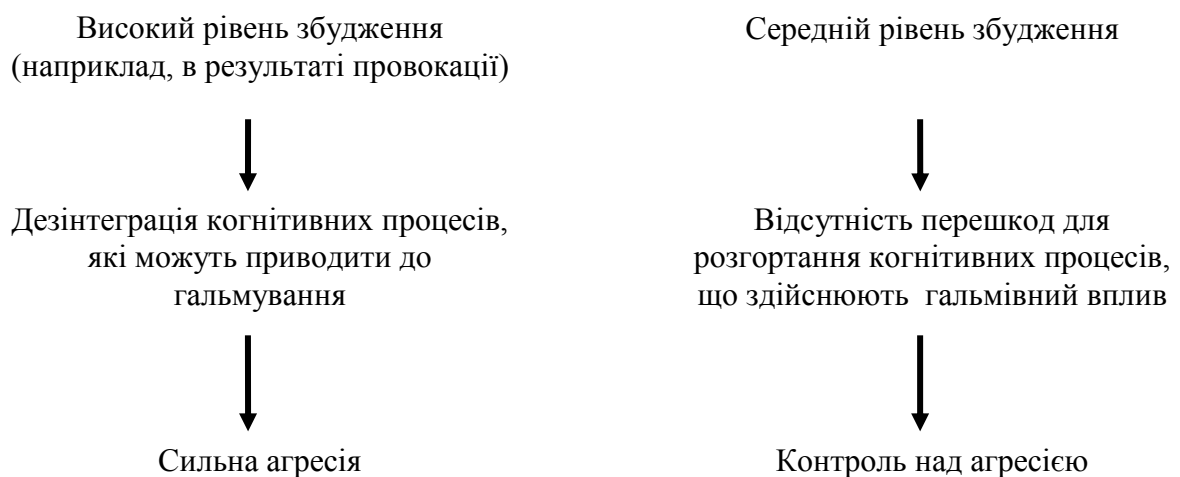 Високий рівень збудження
(наприклад, в результаті провокації)
Дезінтеграція когнітивних процесів,
які можуть приводити до
гальмування
Сильна агресія
Середній рівень збудження
Відсутність перешкод для
розгортання когнітивних процесів,
що здійснюють гальмівний вплив
Контроль над агресією